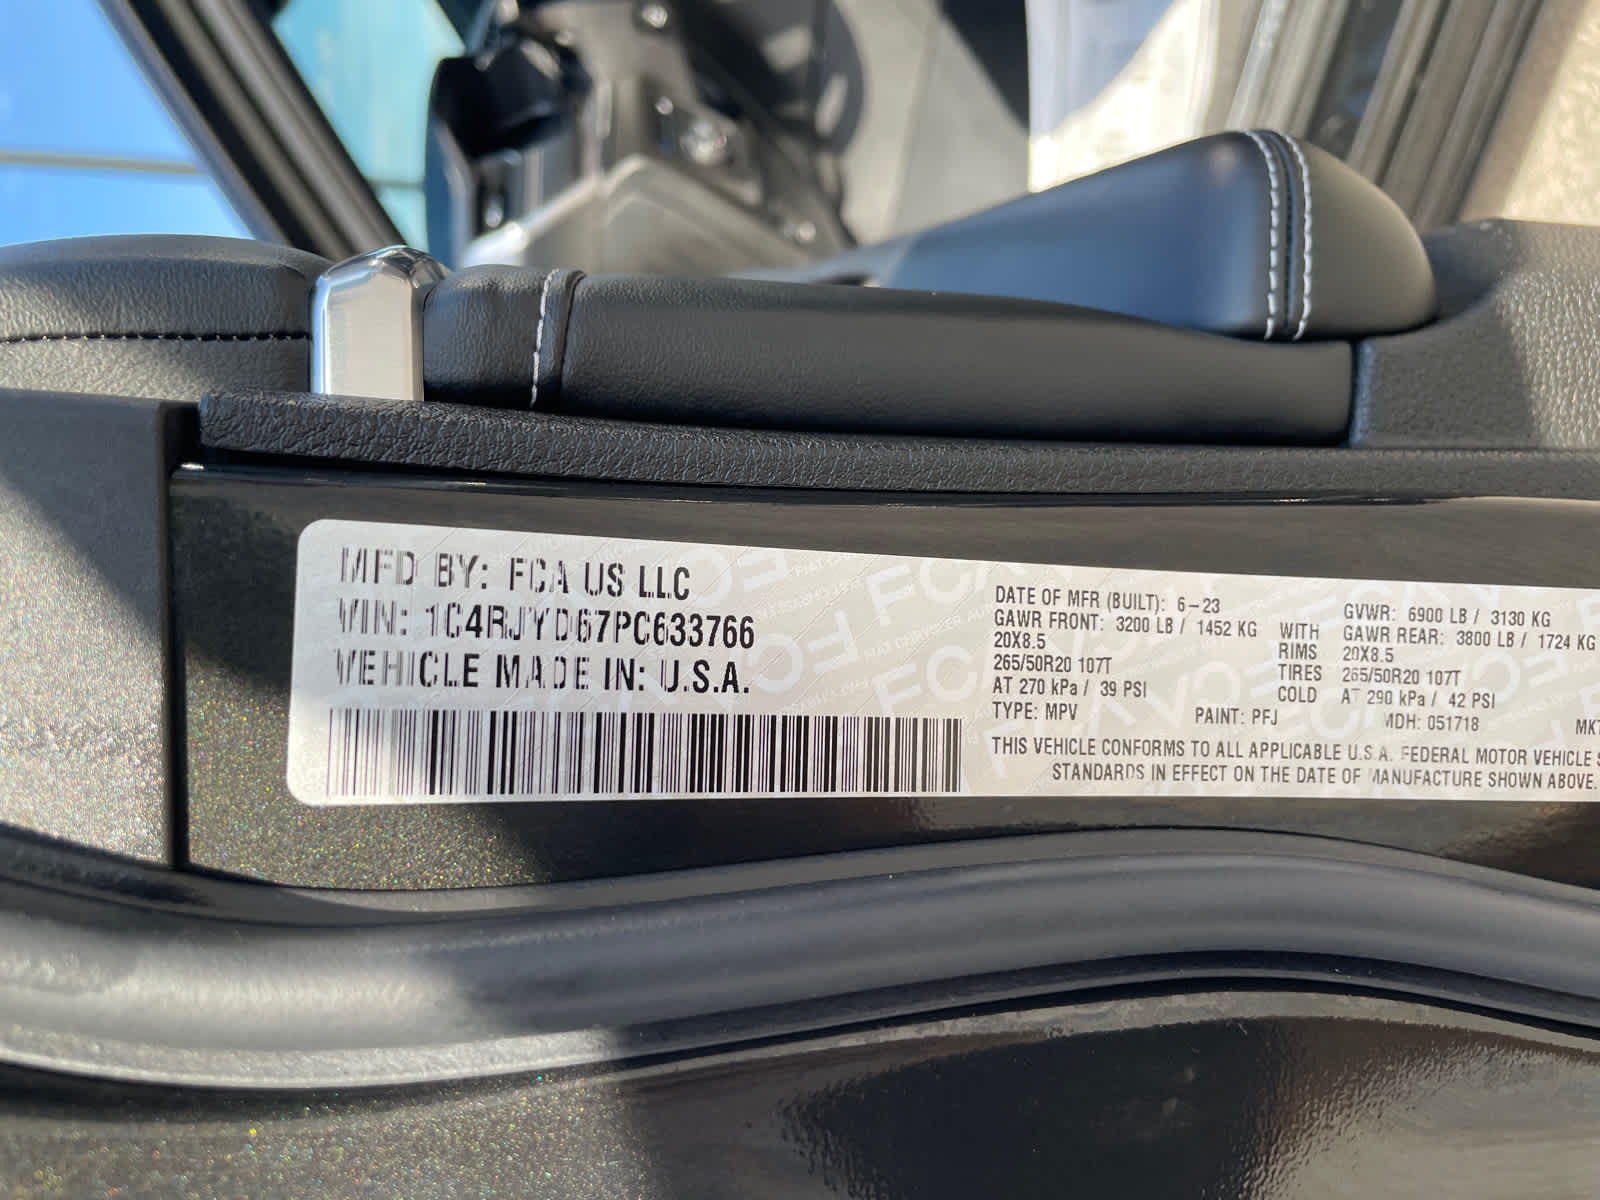 MFD BY: FCA US LLC
VIN: 1C4RJYD67PC633766
VEHICLE MADE IN: U.S.A.
DATE OF MFR (BUILT): 6-23 GVWR: 6900 LB / 3130 KG
GAWR FRONT: 3200 LB / 1452 KG WITH GAWR REAR: 3800 LB / 1724 KG
20X8.5 RIMS 20X8.5
265/50R20 107T TIRES 265/50R20 107T
AT 270 kPa / 39 PSI COLD AT 290 kPa / 42 PSI
TYPE: MPV PAINT: PFJ MDH: 051718 MKT
THIS VEHICLE CONFORMS TO ALL APPLICABLE U.S.A. FEDERAL MOTOR VEHICLE S
STANDARDS IN EFFECT ON THE DATE OF MANUFACTURE SHOWN ABOVE.